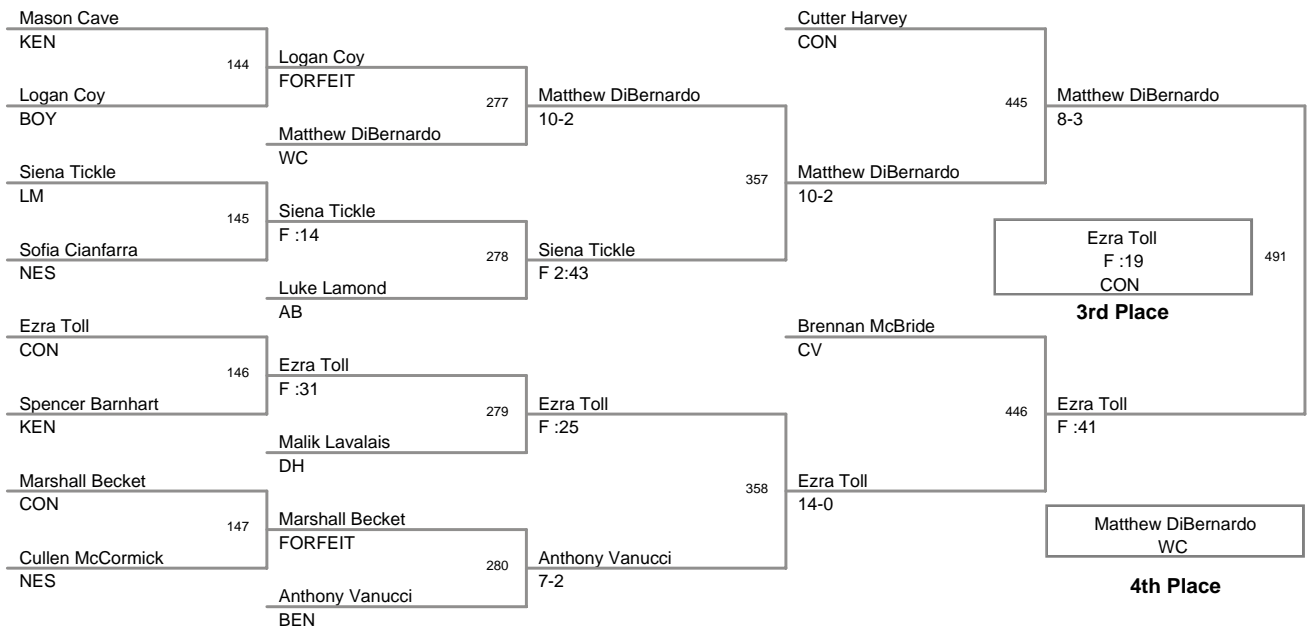 Mason Cave
KEN
144
Logan Coy
BOY
Logan Coy
FORFEIT
277
Matthew DiBernardo
WC
Siena Tickle
LM
145
Sofia Cianfarra
NES
Siena Tickle
F :14
278
Luke Lamond
AB
Ezra Toll
CON
146
Spencer Barnhart
KEN
Ezra Toll
F :31
279
Malik Lavalais
DH
Marshall Becket
CON
147
Cullen McCormick
NES
Marshall Becket
FORFEIT
280
Anthony Vanucci
BEN
Matthew DiBernardo
10-2
357
Siena Tickle
F 2:43
Ezra Toll
F :25
358
Anthony Vanucci
7-2
Cutter Harvey
CON
445
Matthew DiBernardo
10-2
Brennan McBride
CV
446
Ezra Toll
14-0
Matthew DiBernardo
8-3
Ezra Toll
F :19
CON
491
3rd Place
Ezra Toll
F :41
Matthew DiBernardo
WC
4th Place